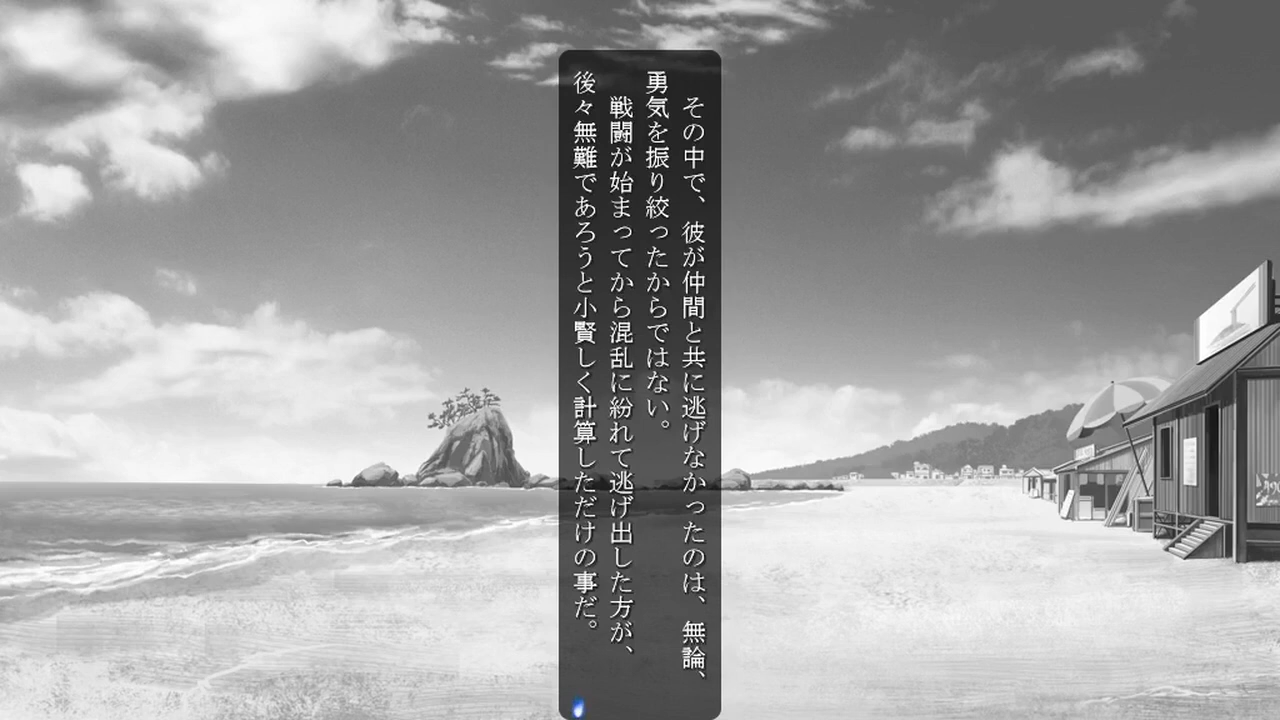 その中で、彼が仲間と共に逃げなかったのは、無論、
勇気を振り絞ったからではない。
戦闘が始まってから混乱に紛れて逃げ出した方が、
後々無難であろうと小賢しく計算しただけの事だ。